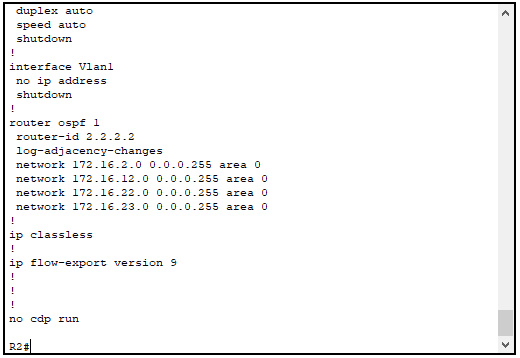 duplex auto
speed auto
shutdown
!
interface Vlan1
no ip address
shutdown
!
router ospf 1
router-id 2.2.2.2
log-adjacency-changes
network 172.16.2.0 0.0.0.255 area 0
network 172.16.12.0 0.0.0.255 area 0
network 172.16.22.0 0.0.0.255 area 0
network 172.16.23.0 0.0.0.255 area 0
!
ip classless
!
ip flow-export version 9
!
!
!
no cdp run
R2#